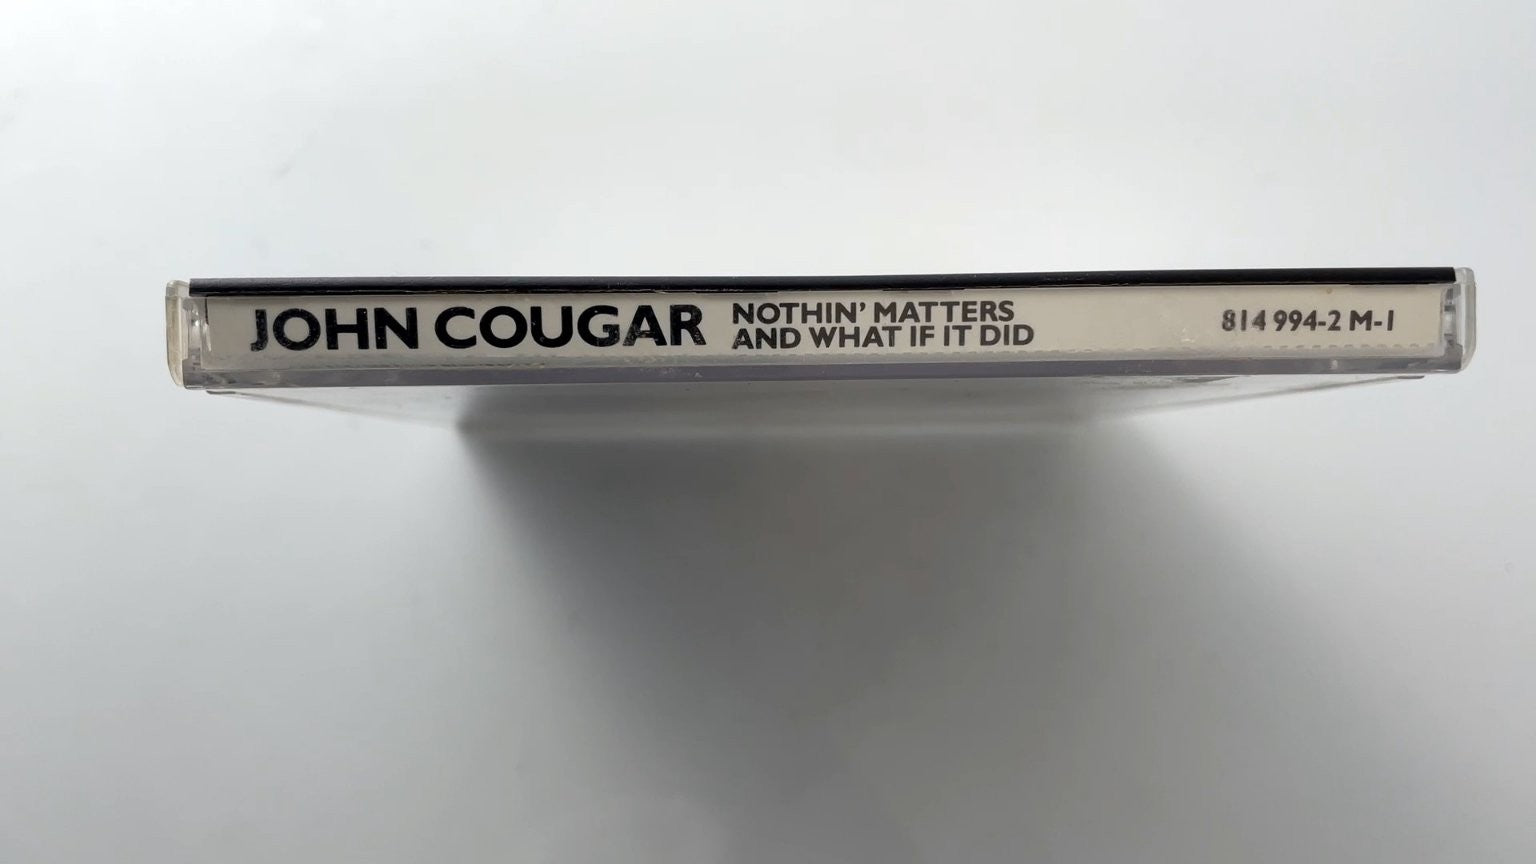 JOHN COUGAR
NOTHIN' MATTERS
AND WHAT IF IT DID
814 994-2 M-1